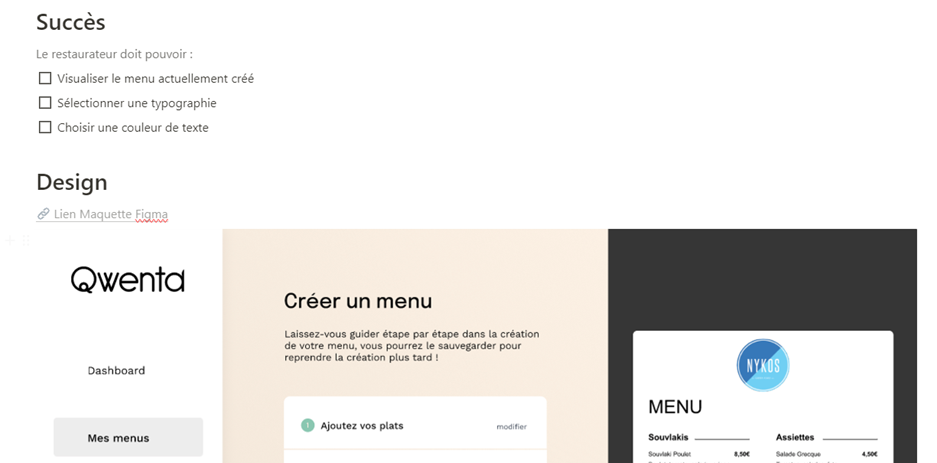 Succès
Le restaurateur doit pouvoir :
Visualiser le menu actuellement créé
Sélectionner une typographie
Choisir une couleur de texte
Design
Lien Maquette Figma
Qwenta
Dashboard
Mes menus
Créer un menu
Laissez-vous guider étape par étape dans la création
de votre menu, vous pourrez le sauvegarder pour
reprendre la création plus tard !
1 Ajoutez vos plats modifier
NYKOS
MENU
Souvlakis Assiettes
Souvlaki Poulet 8,50€ Salade Grecque 4,50€